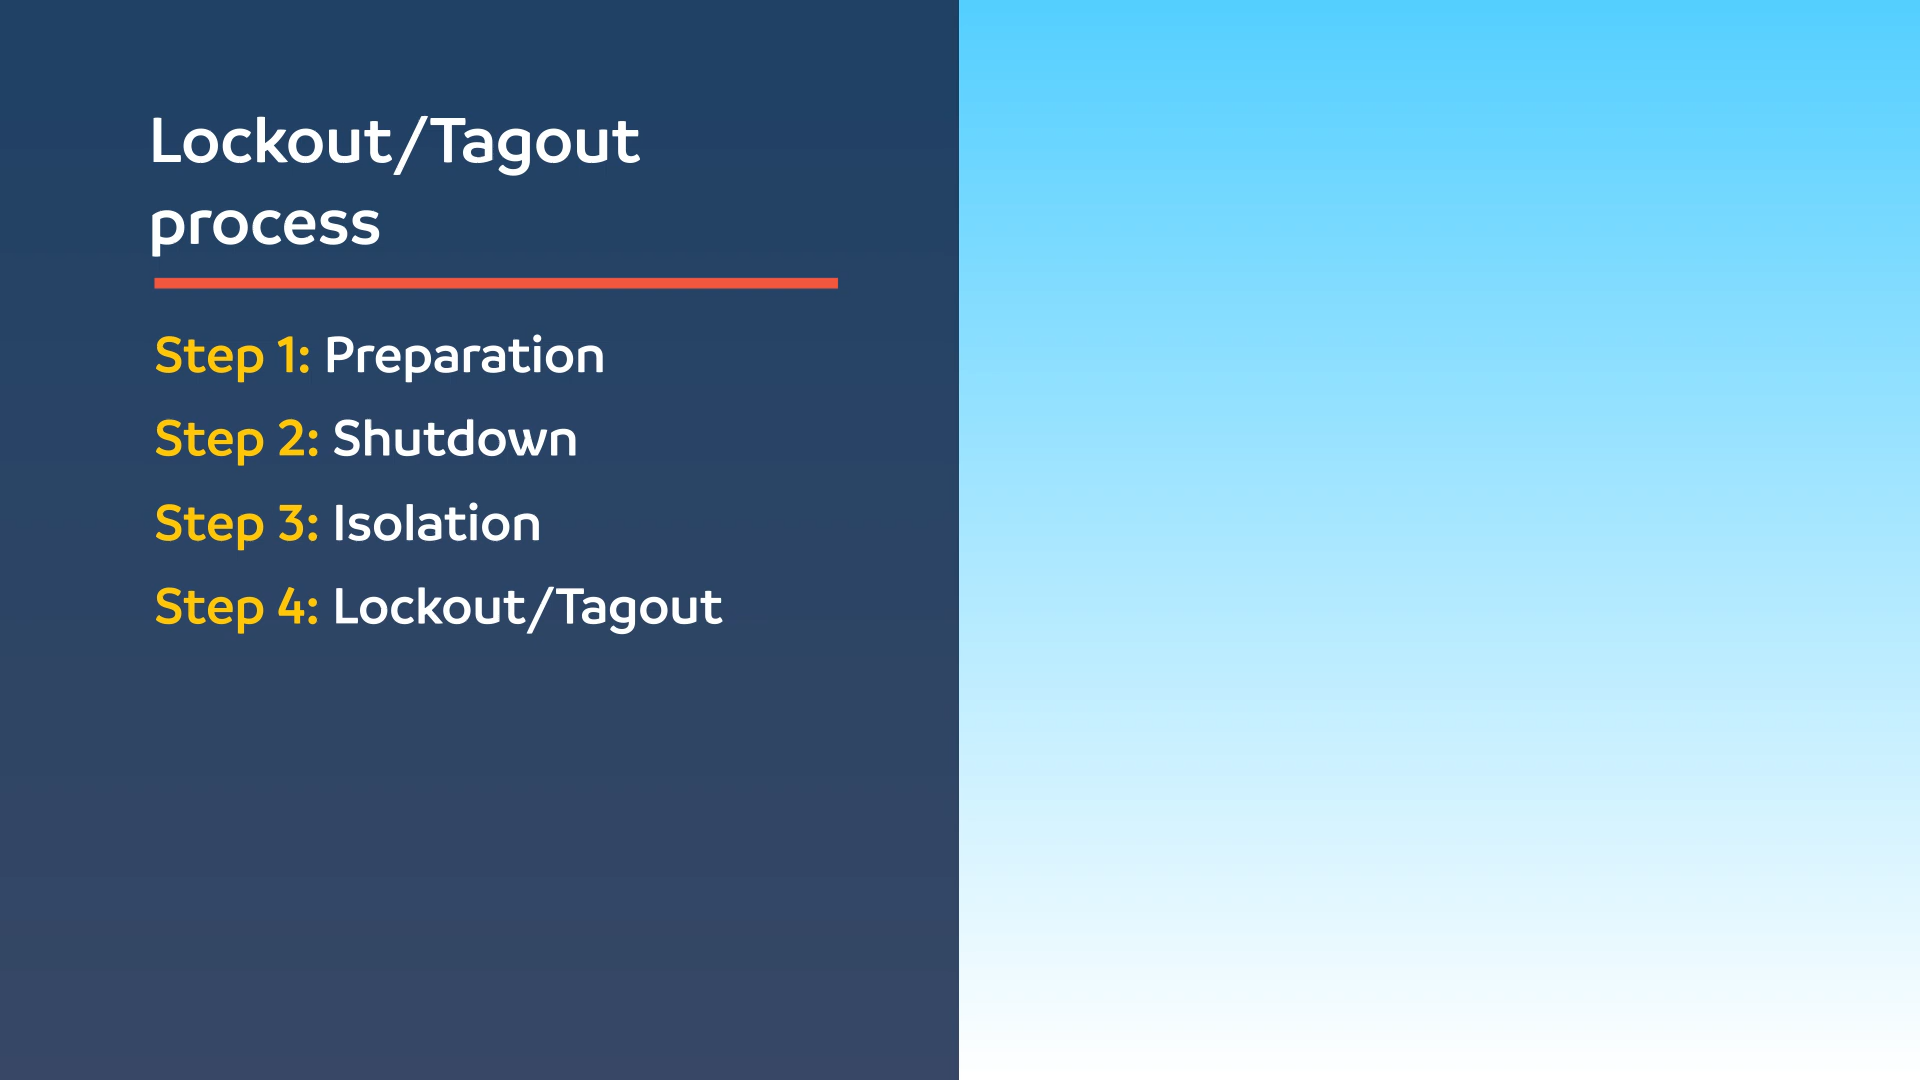 Lockout/Tagout
process
Step 1: Preparation
Step 2: Shutdown
Step 3: Isolation
Step 4: Lockout/Tagout